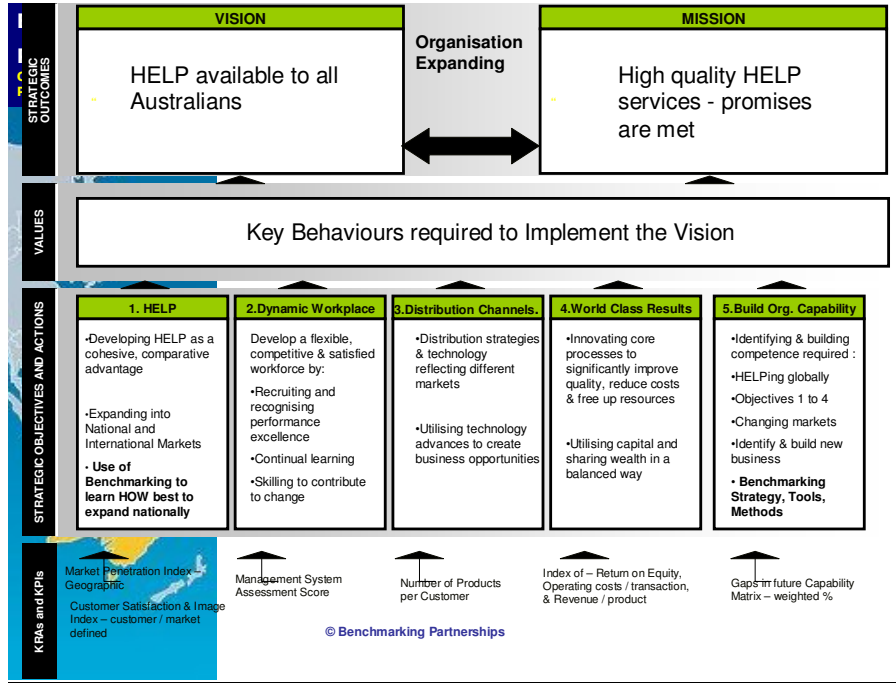 STRATEGIC
OUTCOMES
VISION
HELP available to all
Australians
Organisation
Expanding
MISSION
High quality HELP
services - promises
are met
VALUES
Key Behaviours required to Implement the Vision
STRATEGIC OBJECTIVES AND ACTIONS
1. HELP
•Developing HELP as a
cohesive, comparative
advantage
•Expanding into
National and
International Markets
• Use of
Benchmarking to
learn HOW best to
expand nationally
2.Dynamic Workplace
Develop a flexible,
competitive & satisfied
workforce by:
•Recruiting and
recognising
performance
excellence
•Continual learning
•Skilling to contribute
to change
3.Distribution Channels.
•Distribution strategies
& technology
reflecting different
markets
•Utilising technology
advances to create
business opportunities
4.World Class Results
•Innovating core
processes to
significantly improve
quality, reduce costs
& free up resources
•Utilising capital and
sharing wealth in a
balanced way
5.Build Org. Capability
•Identifying & building
competence required :
•HELPing globally
•Objectives 1 to 4
•Changing markets
•Identify & build new
business
• Benchmarking
Strategy, Tools,
Methods
KRAs and KPIs
Market Penetration Index –
Geographic
Customer Satisfaction & Image
Index – customer / market
defined
Management System
Assessment Score
Number of Products
per Customer
Index of – Return on Equity,
Operating costs / transaction,
& Revenue / product
Gaps in future Capability
Matrix – weighted %
© Benchmarking Partnerships